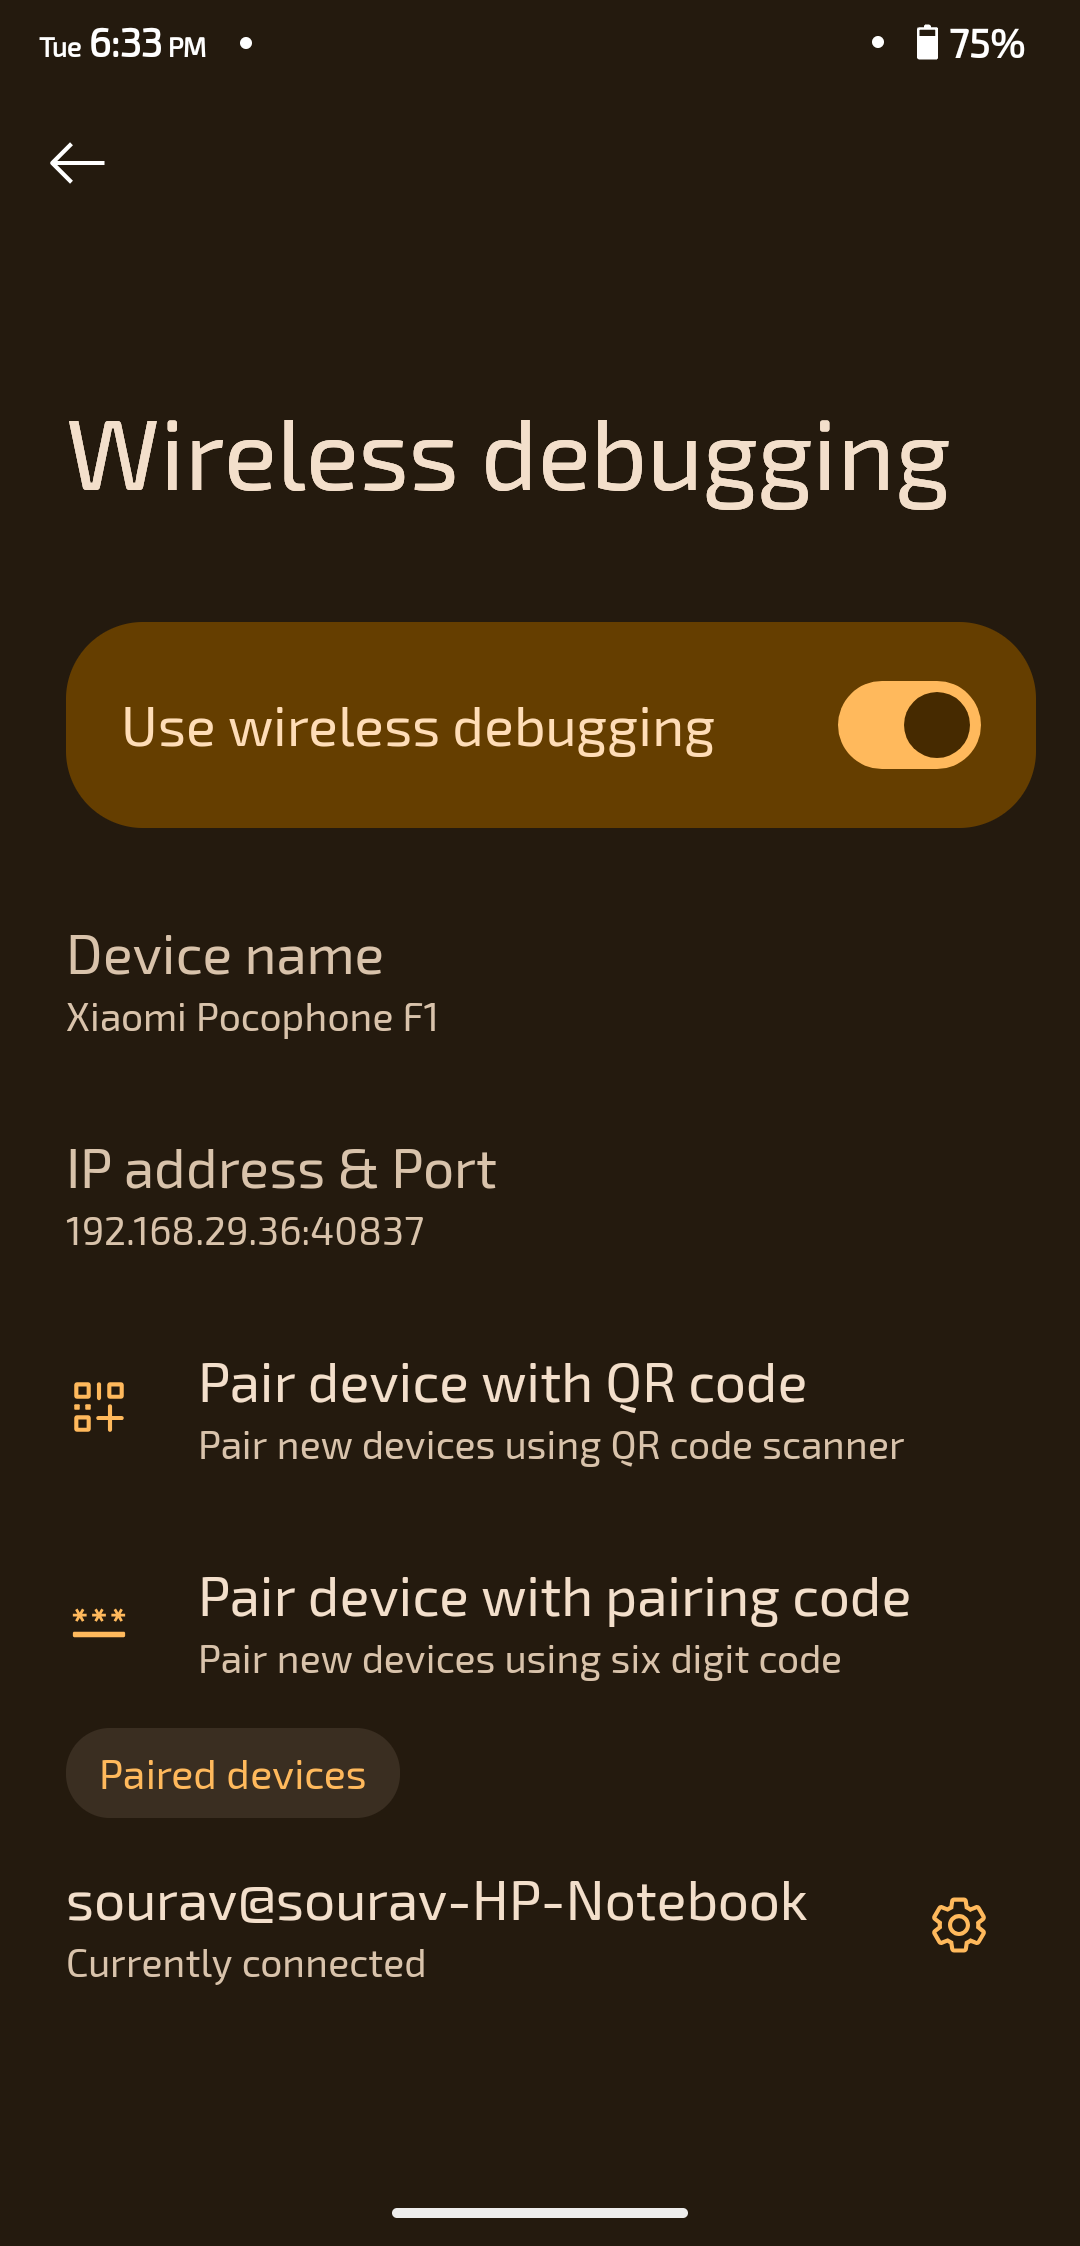 Tue 6:33 PM 75%
Wireless debugging
Use wireless debugging
Device name
Xiaomi Pocophone F1
IP address & Port
192.168.29.36:40837
Pair device with QR code
Pair new devices using QR code scanner
Pair device with pairing code
Pair new devices using six digit code
Paired devices
sourav@sourav-HP-Notebook
Currently connected